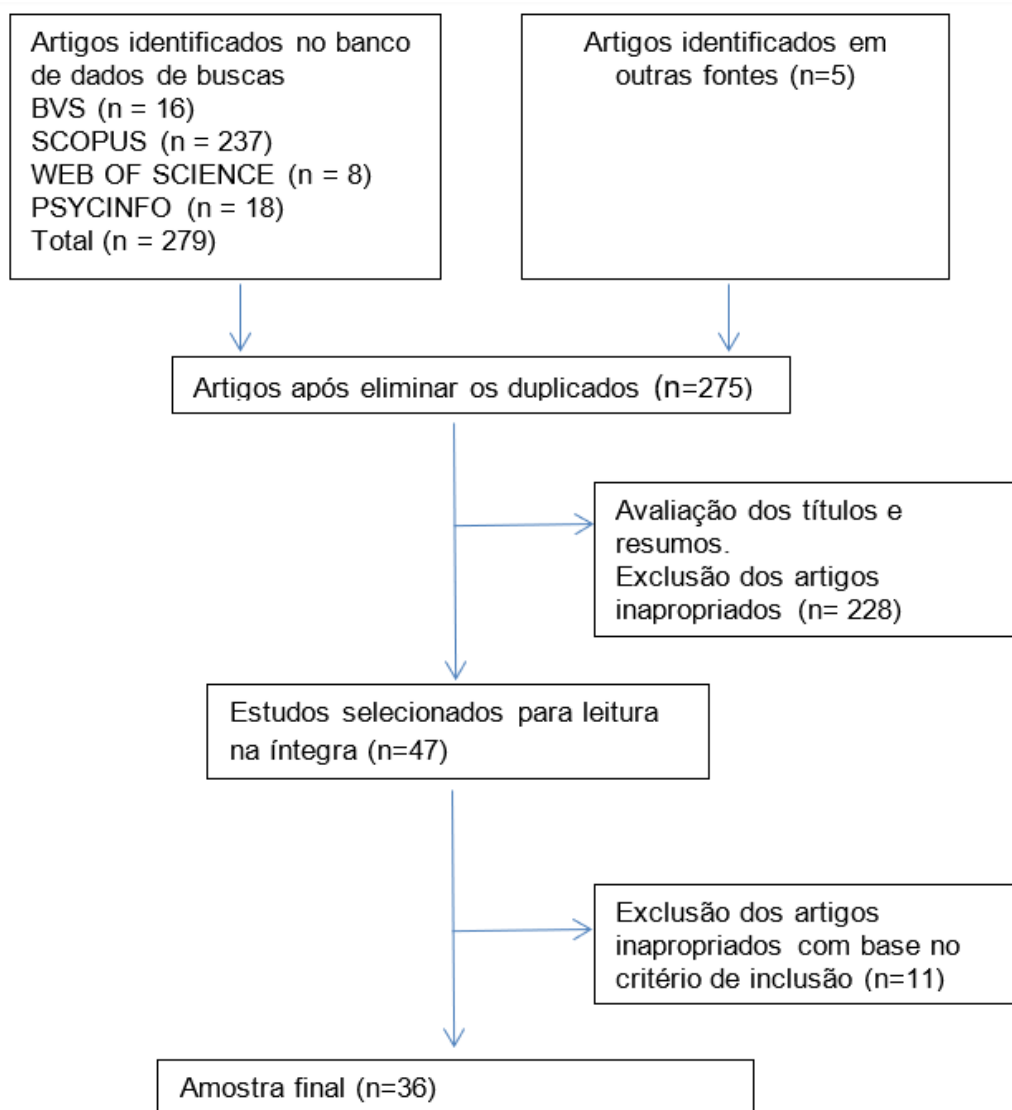 Artigos identificados no banco
de dados de buscas
BVS (n = 16)
SCOPUS (n = 237)
WEB OF SCIENCE (n = 8)
PSYCINFO (n = 18)
Total (n = 279)
Artigos identificados em
outras fontes (n=5)
Artigos após eliminar os duplicados (n=275)
Avaliação dos títulos e
resumos.
Exclusão dos artigos
inapropriados (n= 228)
Estudos selecionados para leitura
na íntegra (n=47)
Exclusão dos artigos
inapropriados com base no
critério de inclusão (n=11)
Amostra final (n=36)